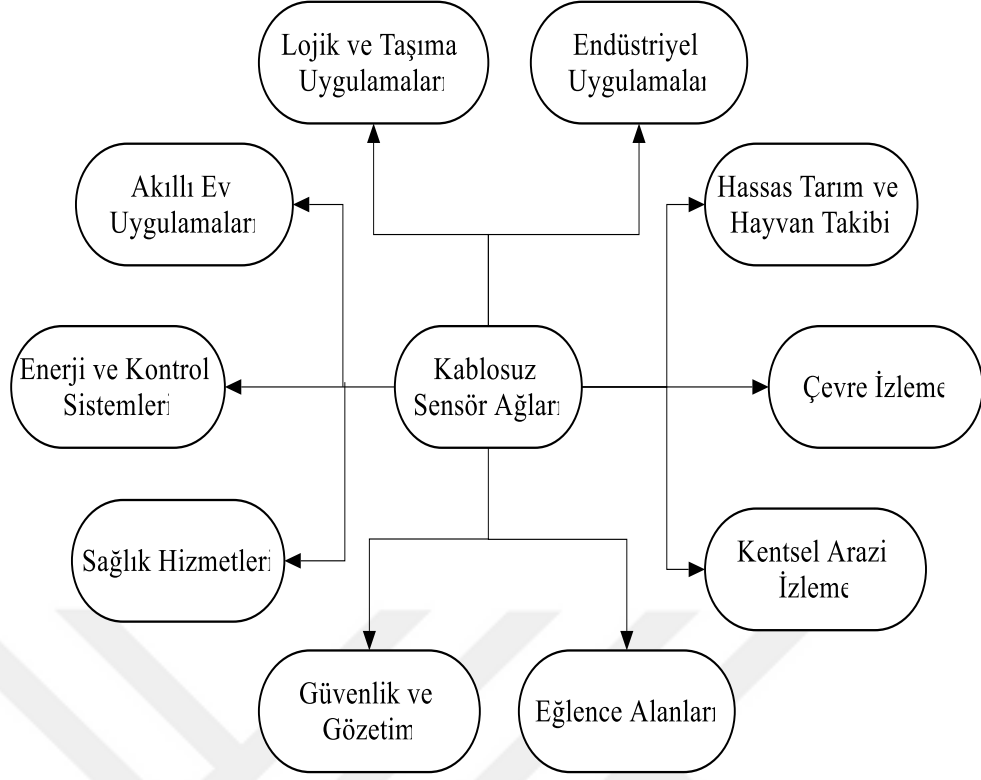 Lojik ve Taşıma
Uygulamaları
Endüstriyel
Uygulamalar
Akıllı Ev
Uygulamaları
Hassas Tarım ve
Hayvan Takibi
Enerji ve Kontrol
Sistemleri
Kablosuz
Sensör Ağları
Çevre İzleme
Sağlık Hizmetleri
Kentsel Arazi
İzleme
Güvenlik ve
Gözetim
Eğlence Alanları